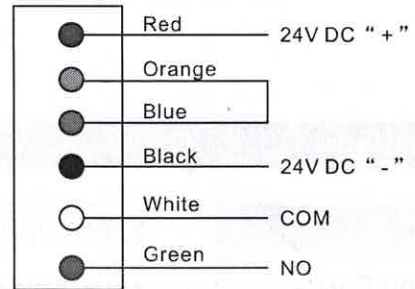 Red 24V DC “+”
Orange
Blue
Black 24V DC “-”
White COM
Green NO